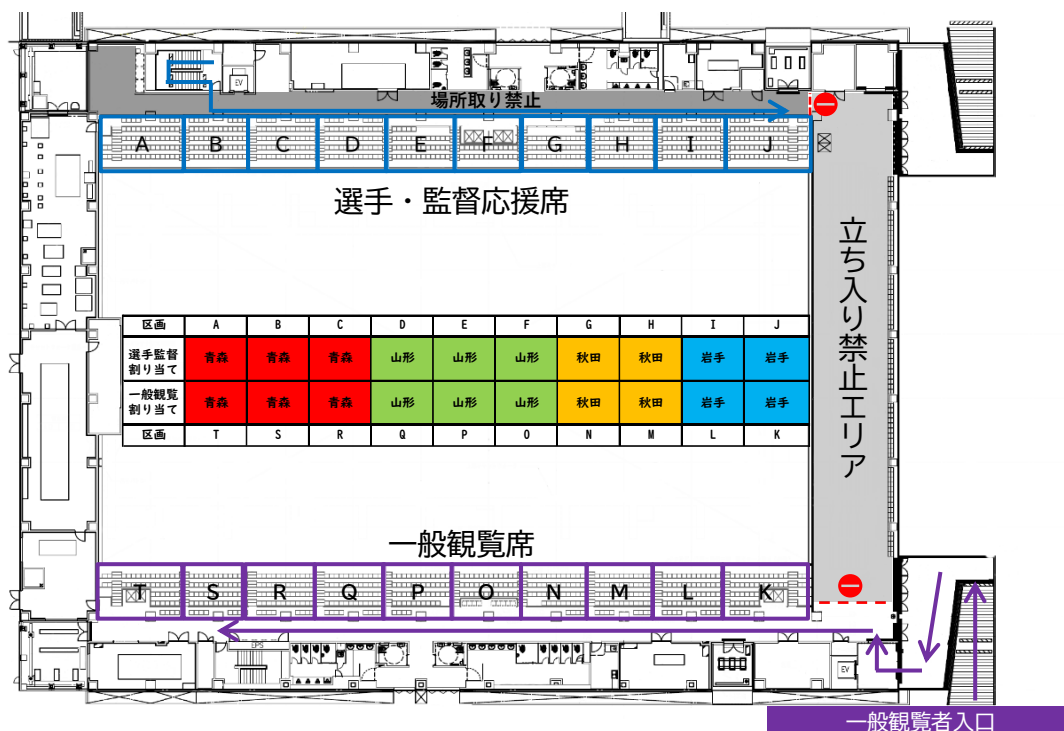 EV
場所取り禁止
A B C D E F G H I J
選手・監督応援席
立ち入り禁止エリア
区画 A B C D E F G H I J
選手監督割り当て 青森 青森 青森 山形 山形 山形 秋田 秋田 岩手 岩手
一般観覧割り当て 青森 青森 青森 山形 山形 山形 秋田 秋田 岩手 岩手
区画 T S R Q P O N M L K
一般観覧席
T S R Q P O N M L K
EPS
EV
一般観覧者入口